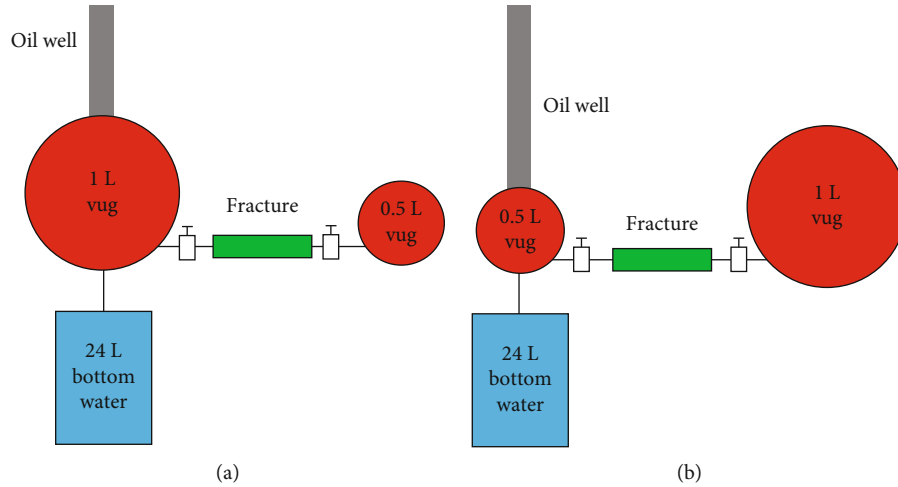 Oil well
1 L
vug
Fracture
0.5 L
vug
24 L
bottom
water
(a)
Oil well
0.5 L
vug
Fracture
1 L
vug
24 L
bottom
water
(b)